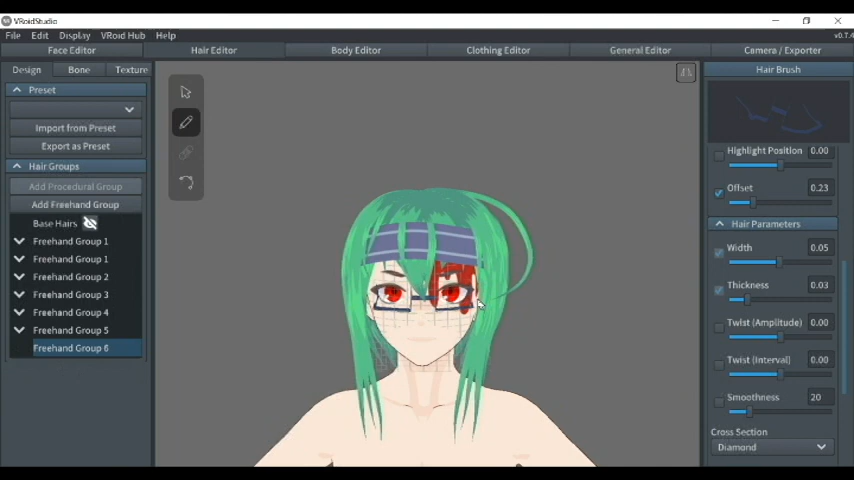 VRoidStudio
File Edit Display VRoid Hub Help
v0.7.4
Face Editor Hair Editor Body Editor Clothing Editor General Editor Camera / Exporter
Design Bone Texture
Preset
Import from Preset
Export as Preset
Hair Groups
Add Procedural Group
Add Freehand Group
Base Hairs
Freehand Group 1
Freehand Group 1
Freehand Group 2
Freehand Group 3
Freehand Group 4
Freehand Group 5
Freehand Group 6
Hair Brush
Highlight Position 0.00
Offset 0.23
Hair Parameters
Width 0.05
Thickness 0.03
Twist (Amplitude) 0.00
Twist (Interval) 0.00
Smoothness 20
Cross Section
Diamond